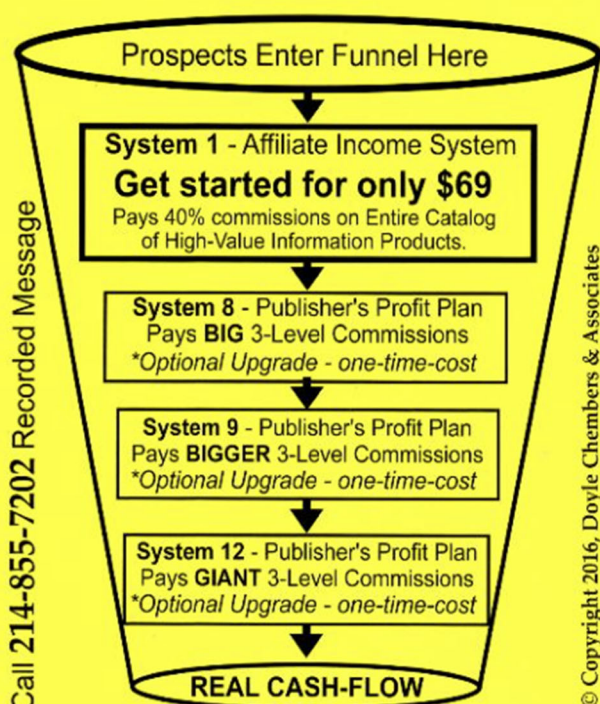 Prospects Enter Funnel Here
System 1 - Affiliate Income System
Get started for only $69
Pays 40% commissions on Entire Catalog
of High-Value Information Products.
System 8 - Publisher's Profit Plan
Pays BIG 3-Level Commissions
*Optional Upgrade - one-time-cost
System 9 - Publisher's Profit Plan
Pays BIGGER 3-Level Commissions
*Optional Upgrade - one-time-cost
System 12 - Publisher's Profit Plan
Pays GIANT 3-Level Commissions
*Optional Upgrade - one-time-cost
REAL CASH-FLOW
Call 214-855-7202 Recorded Message
© Copyright 2016, Doyle Chembers & Associates